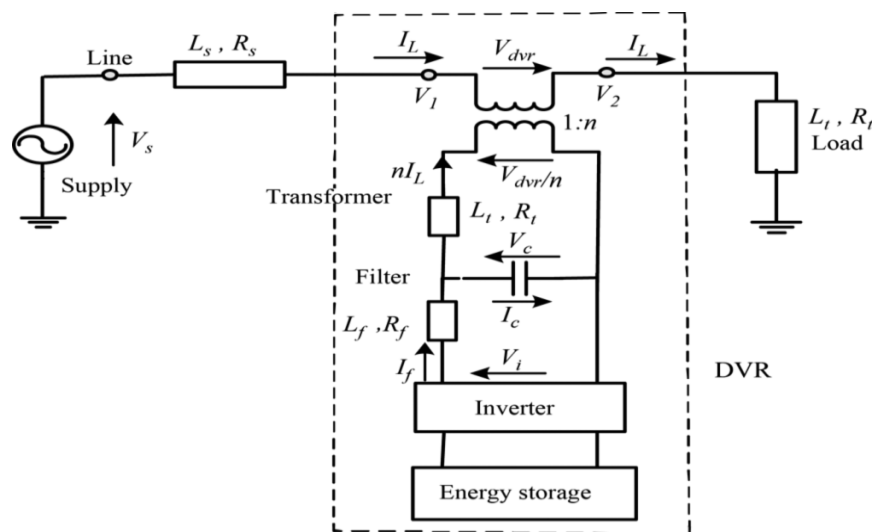 L_s , R_s
I_L
V_dvr
I_L
Line
V_1
V_2
1:n
L_t , R_t
Load
V_s
Supply
nI_L
V_dvr/n
Transformer
L_t , R_t
V_c
Filter
I_c
L_f ,R_f
I_f
V_i
DVR
Inverter
Energy storage